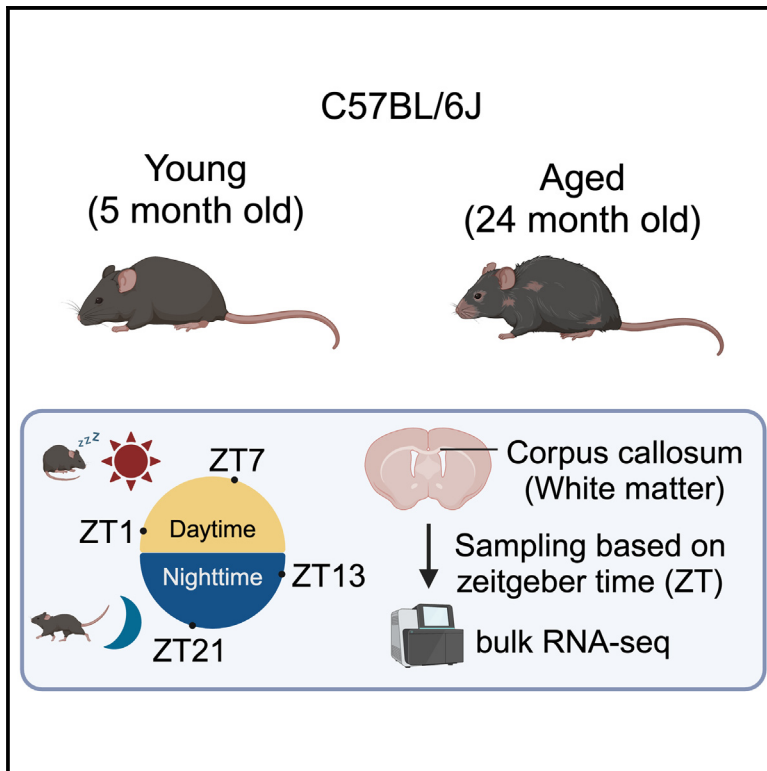 C57BL/6J
Young
(5 month old)
Aged
(24 month old)
zzz
ZT7
ZT1
Daytime
Nighttime
ZT13
ZT21
Corpus callosum
(White matter)
Sampling based on
zeitgeber time (ZT)
bulk RNA-seq